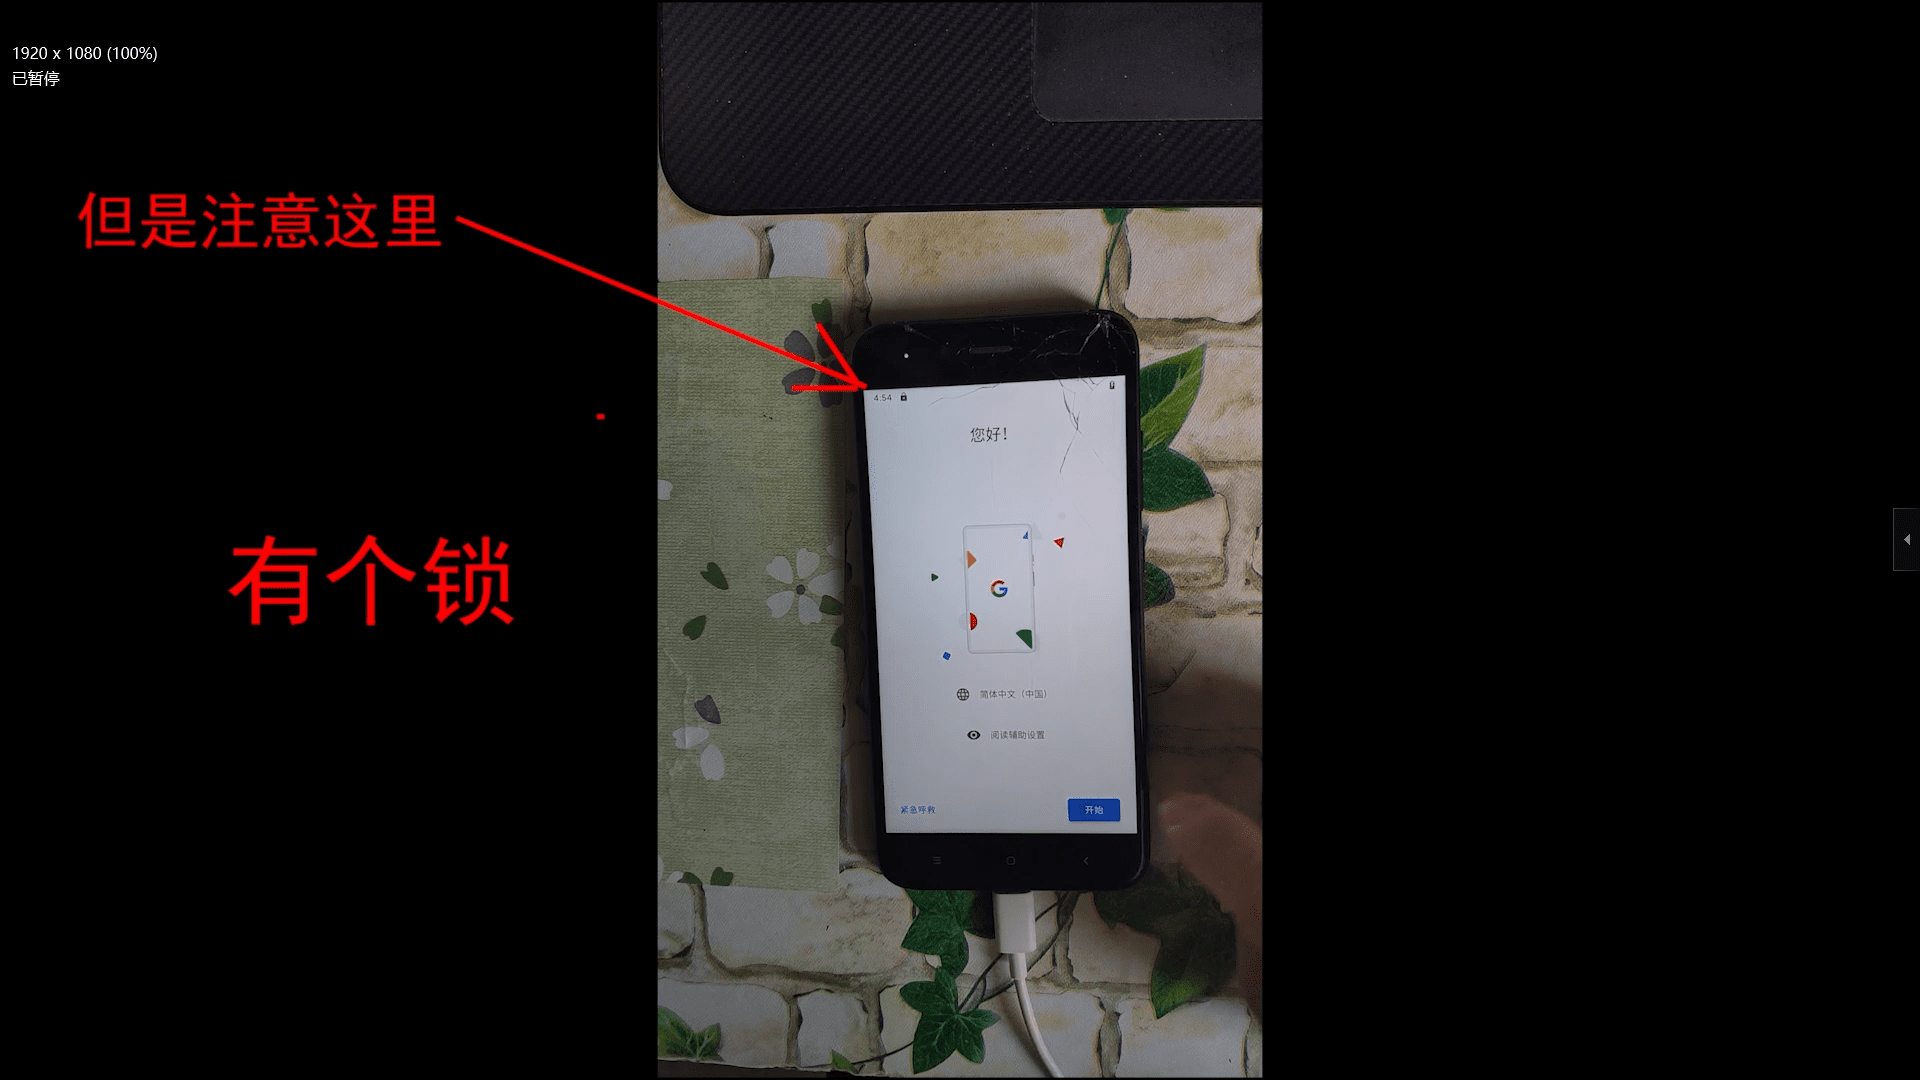 1920 x 1080 (100%)
已暂停
但是注意这里
有个锁
4:54
您好！
G
简体中文（中国）
阅读辅助设置
紧急呼救
开始